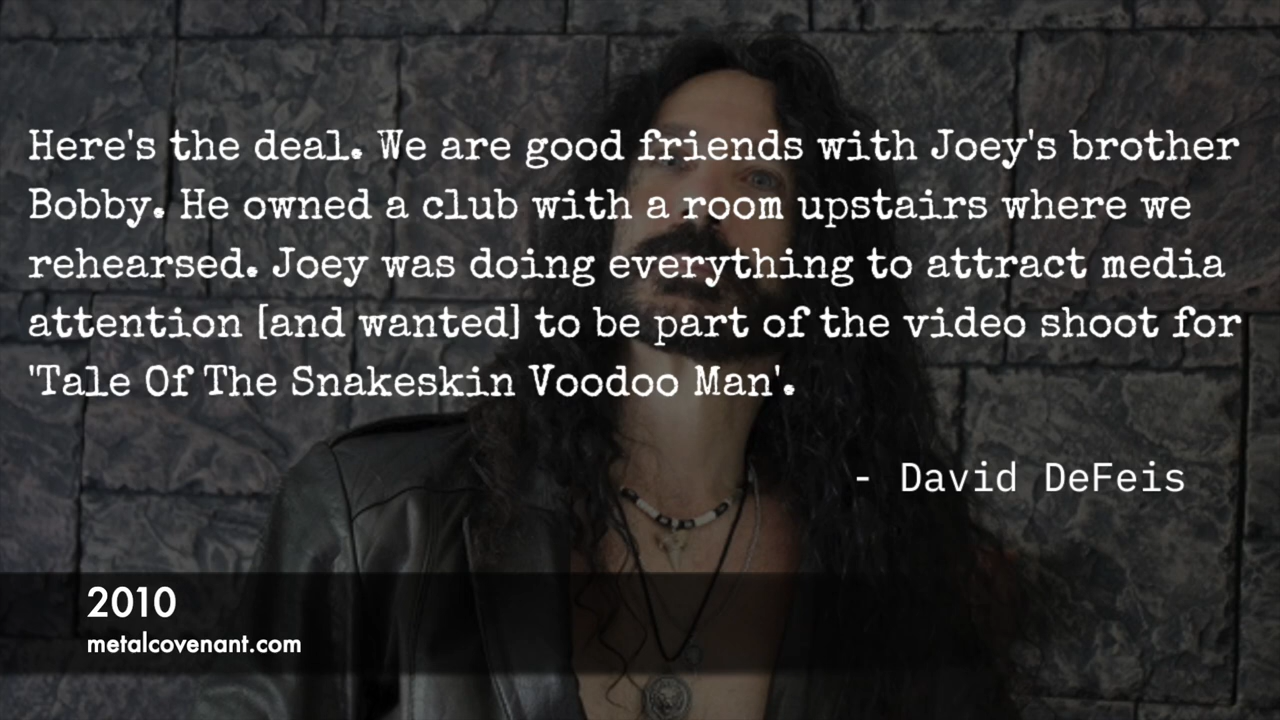 Here's the deal. We are good friends with Joey's brother
Bobby. He owned a club with a room upstairs where we
rehearsed. Joey was doing everything to attract media
attention [and wanted] to be part of the video shoot for
'Tale Of The Snakeskin Voodoo Man'.
- David DeFeis
2010
metalcovenant.com